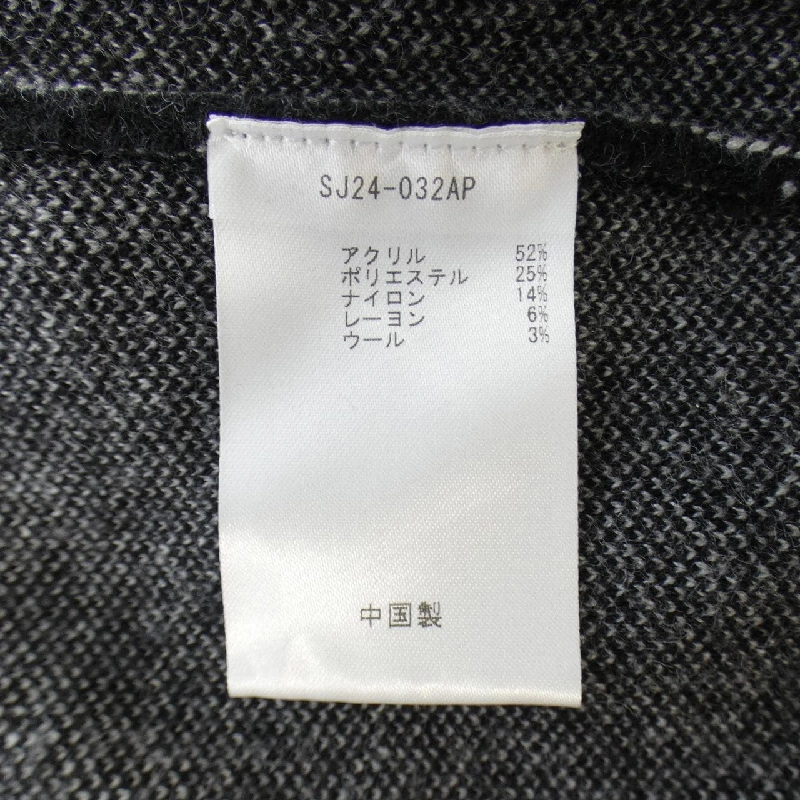 SJ24-032AP
アクリル 52%
ポリエステル 25%
ナイロン 14%
レーヨン 6%
ウール 3%
中国製